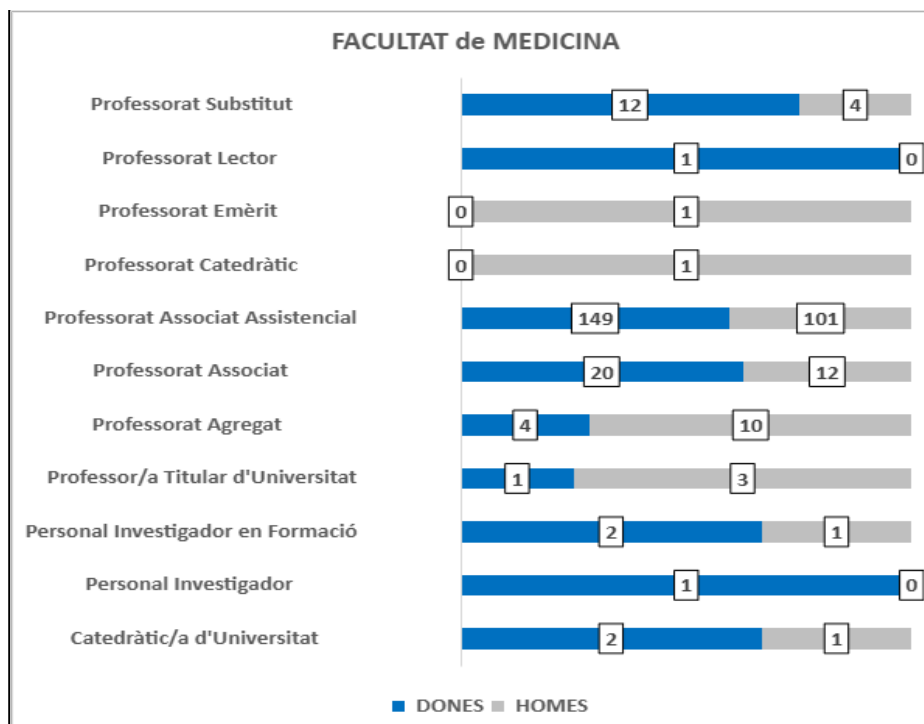 FACULTAT de MEDICINA
Professorat Substitut 12 4
Professorat Lector 1 0
Professorat Emèrit 0 1
Professorat Catedràtic 0 1
Professorat Associat Assistencial 149 101
Professorat Associat 20 12
Professorat Agregat 4 10
Professor/a Titular d'Universitat 1 3
Personal Investigador en Formació 2 1
Personal Investigador 1 0
Catedràtic/a d'Universitat 2 1
DONES HOMES